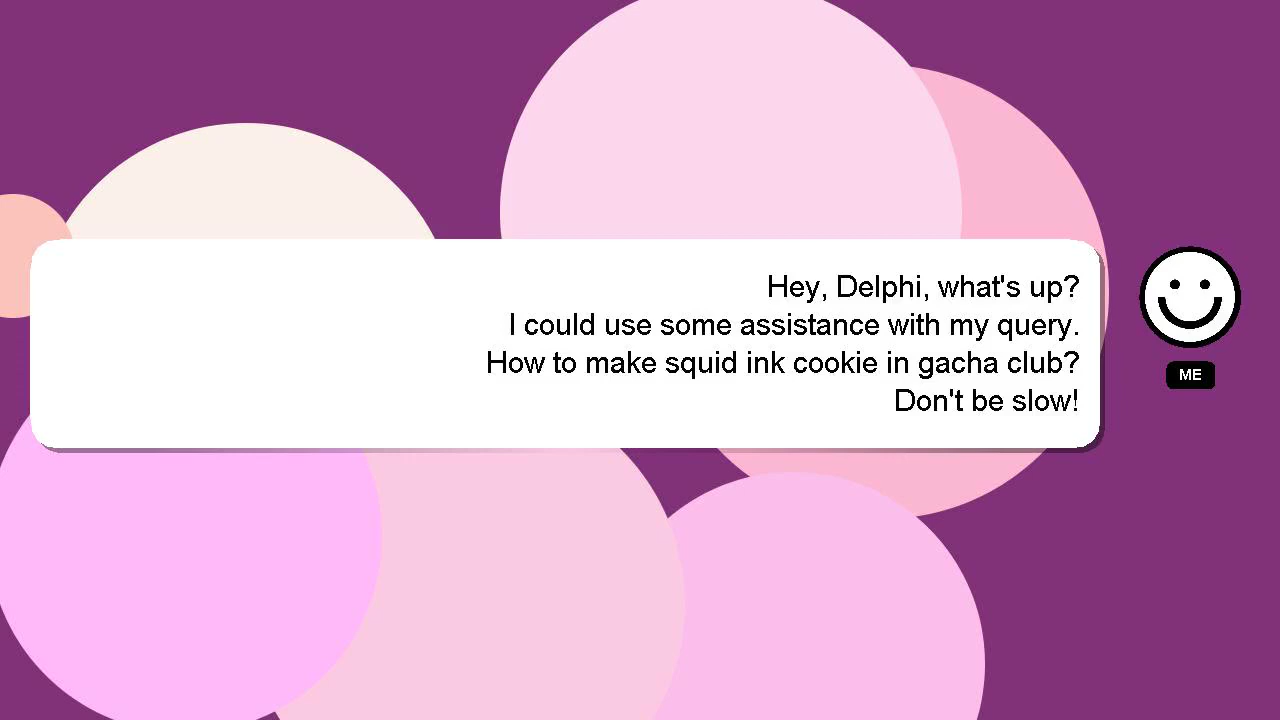 Hey, Delphi, what's up?
I could use some assistance with my query.
How to make squid ink cookie in gacha club?
Don't be slow!
ME